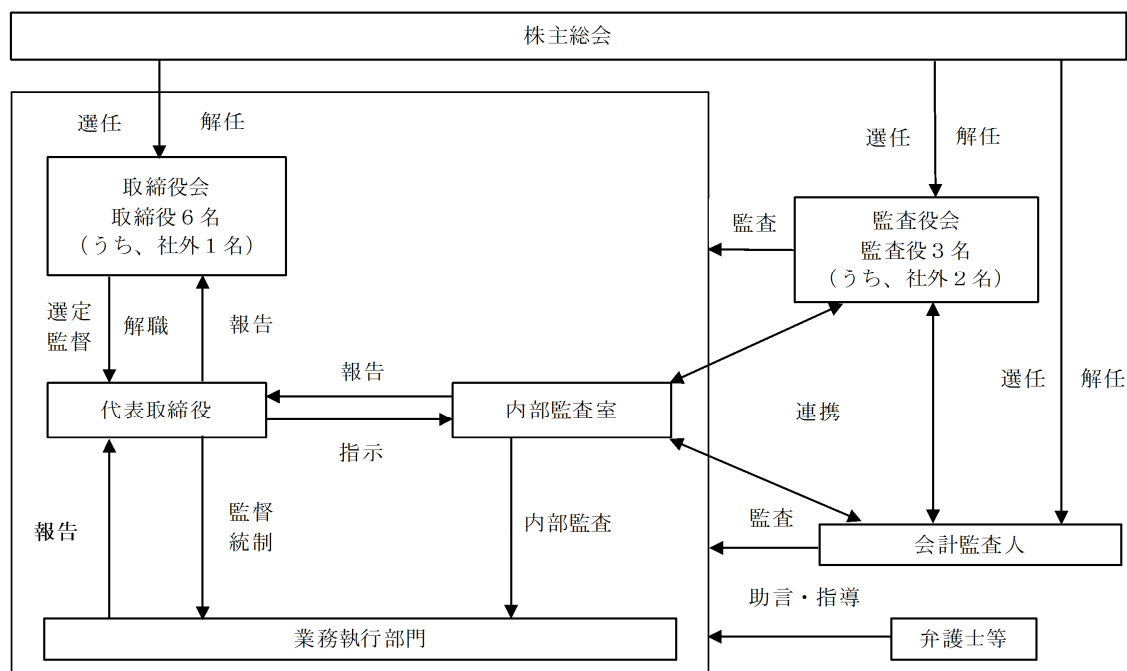 株主総会
選任
解任
選任
解任
取締役会
取締役6名
(うち、社外1名)
監査役会
監査役3名
(うち、社外2名)
監査
選定
監督
解職
報告
報告
選任
解任
代表取締役
内部監査室
連携
指示
報告
監督
統制
内部監査
監査
会計監査人
助言・指導
業務執行部門
弁護士等